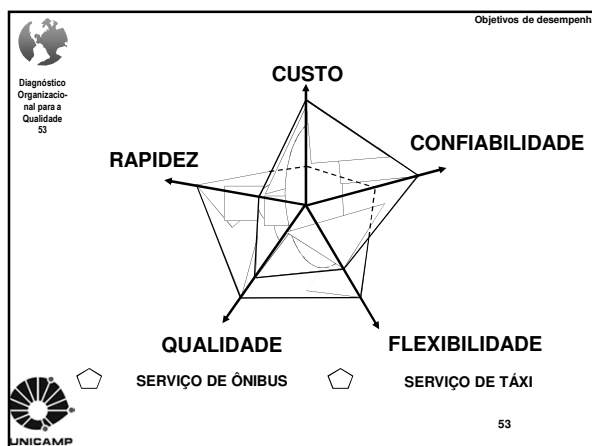 Objetivos de desempenh
Diagnóstico
Organizacio-
nal para a
Qualidade
53
CUSTO
CONFIABILIDADE
RAPIDEZ
QUALIDADE
FLEXIBILIDADE
SERVIÇO DE ÔNIBUS
SERVIÇO DE TÁXI
53
UNICAMP